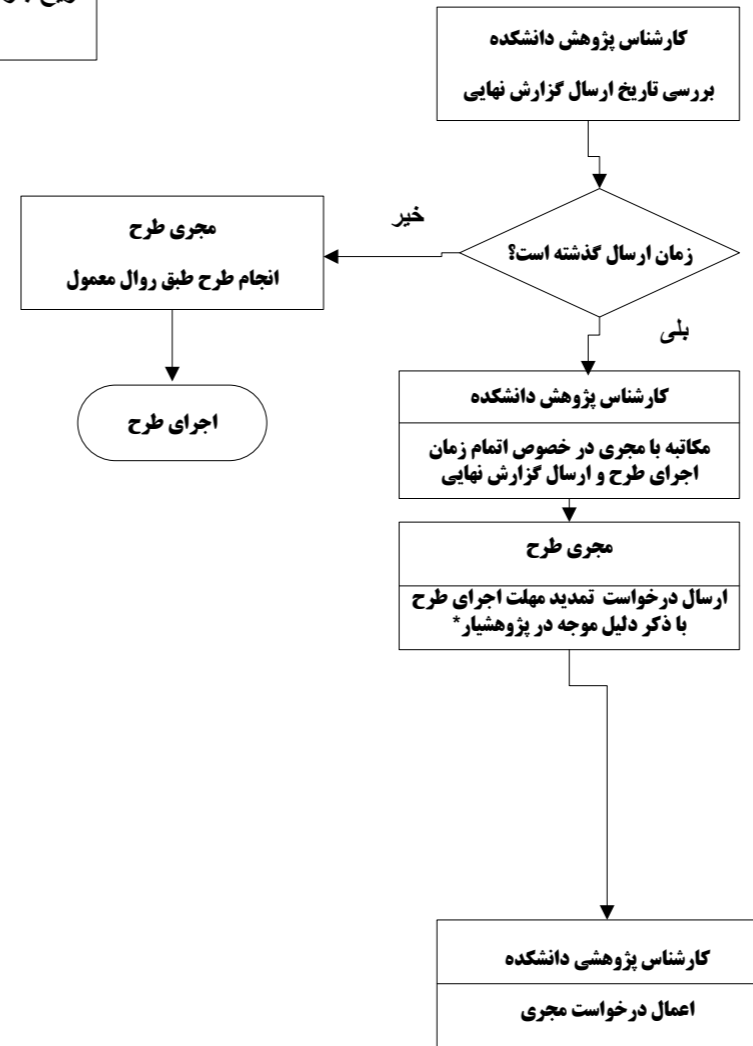 کارشناس پژوهش دانشکده
بررسی تاریخ ارسال گزارش نهایی
زمان ارسال گذشته است؟
خیر
مجری طرح
انجام طرح طبق روال معمول
اجرای طرح
بلی
کارشناس پژوهش دانشکده
مکاتبه با مجری در خصوص اتمام زمان
اجرای طرح و ارسال گزارش نهایی
مجری طرح
ارسال درخواست تمدید مهلت اجرای طرح
با ذکر دلیل موجه در پژوهشیار*
کارشناس پژوهشی دانشکده
اعمال درخواست مجری